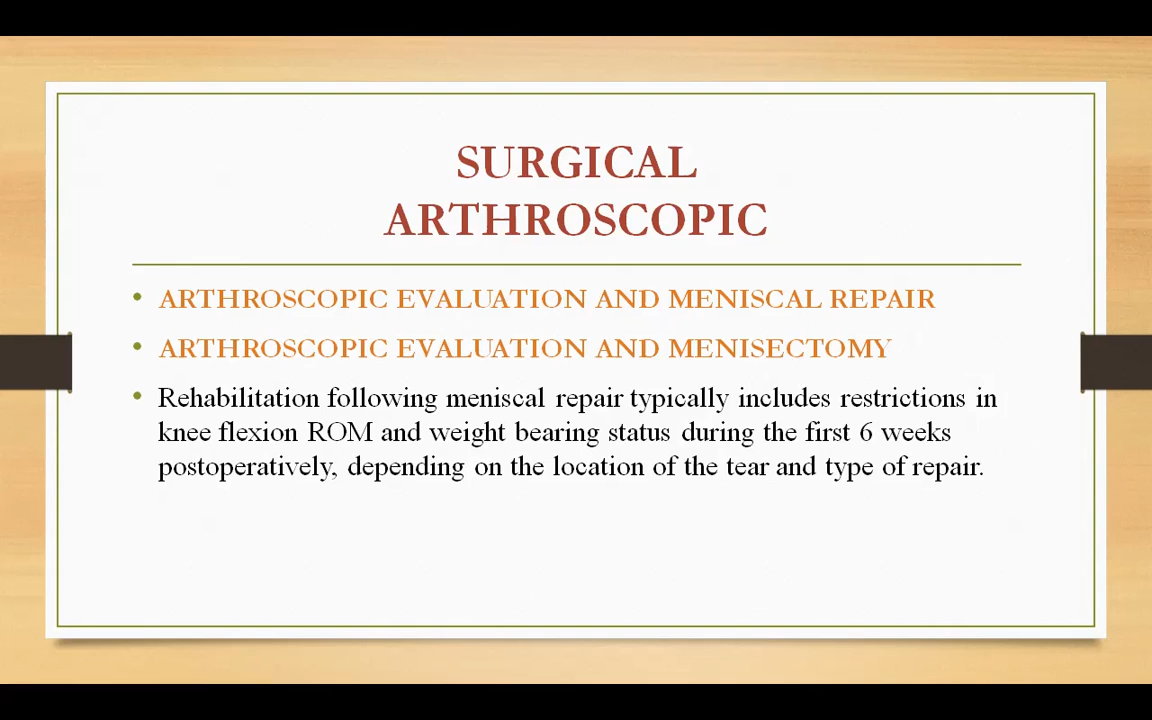 SURGICAL
ARTHROSCOPIC
• ARTHROSCOPIC EVALUATION AND MENISCAL REPAIR
• ARTHROSCOPIC EVALUATION AND MENISECTOMY
• Rehabilitation following meniscal repair typically includes restrictions in
knee flexion ROM and weight bearing status during the first 6 weeks
postoperatively, depending on the location of the tear and type of repair.